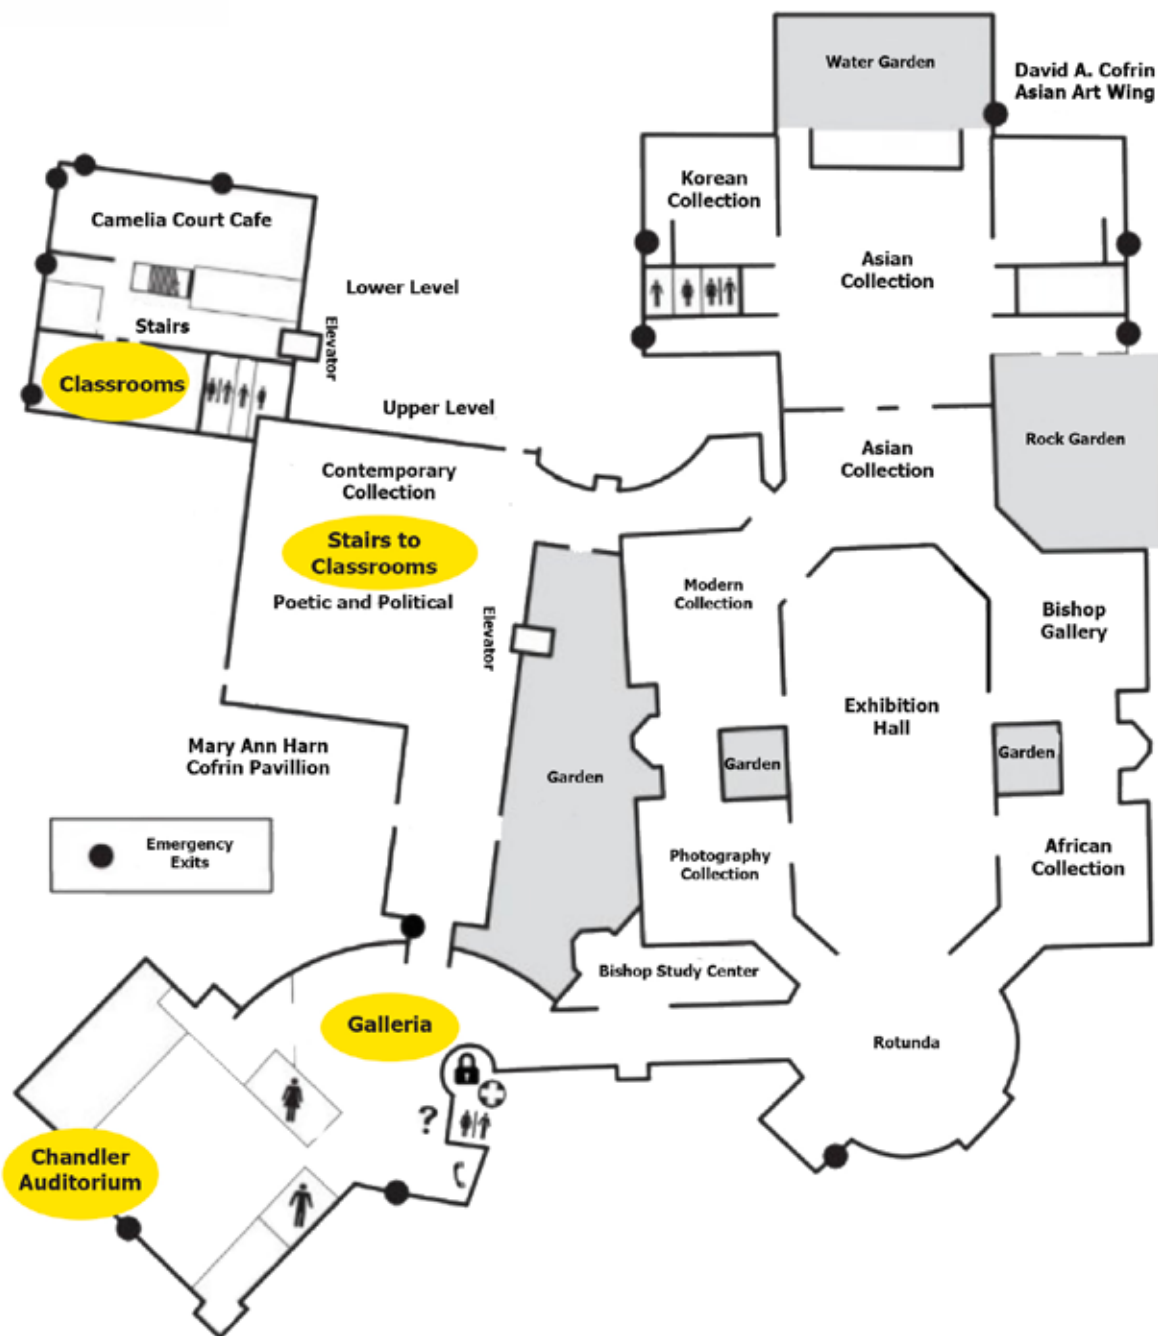 Water Garden
David A. Cofrin
Asian Art Wing
Korean
Collection
Camelia Court Cafe
Asian
Collection
Lower Level
Stairs
Elevator
Classrooms
Upper Level
Rock Garden
Asian
Collection
Contemporary
Collection
Stairs to
Classrooms
Poetic and Political
Elevator
Modern
Collection
Bishop
Gallery
Exhibition
Hall
Mary Ann Harn
Cofrin Pavillion
Garden
Garden
Garden
Emergency
Exits
Photography
Collection
African
Collection
Bishop Study Center
Galleria
Rotunda
?
Chandler
Auditorium